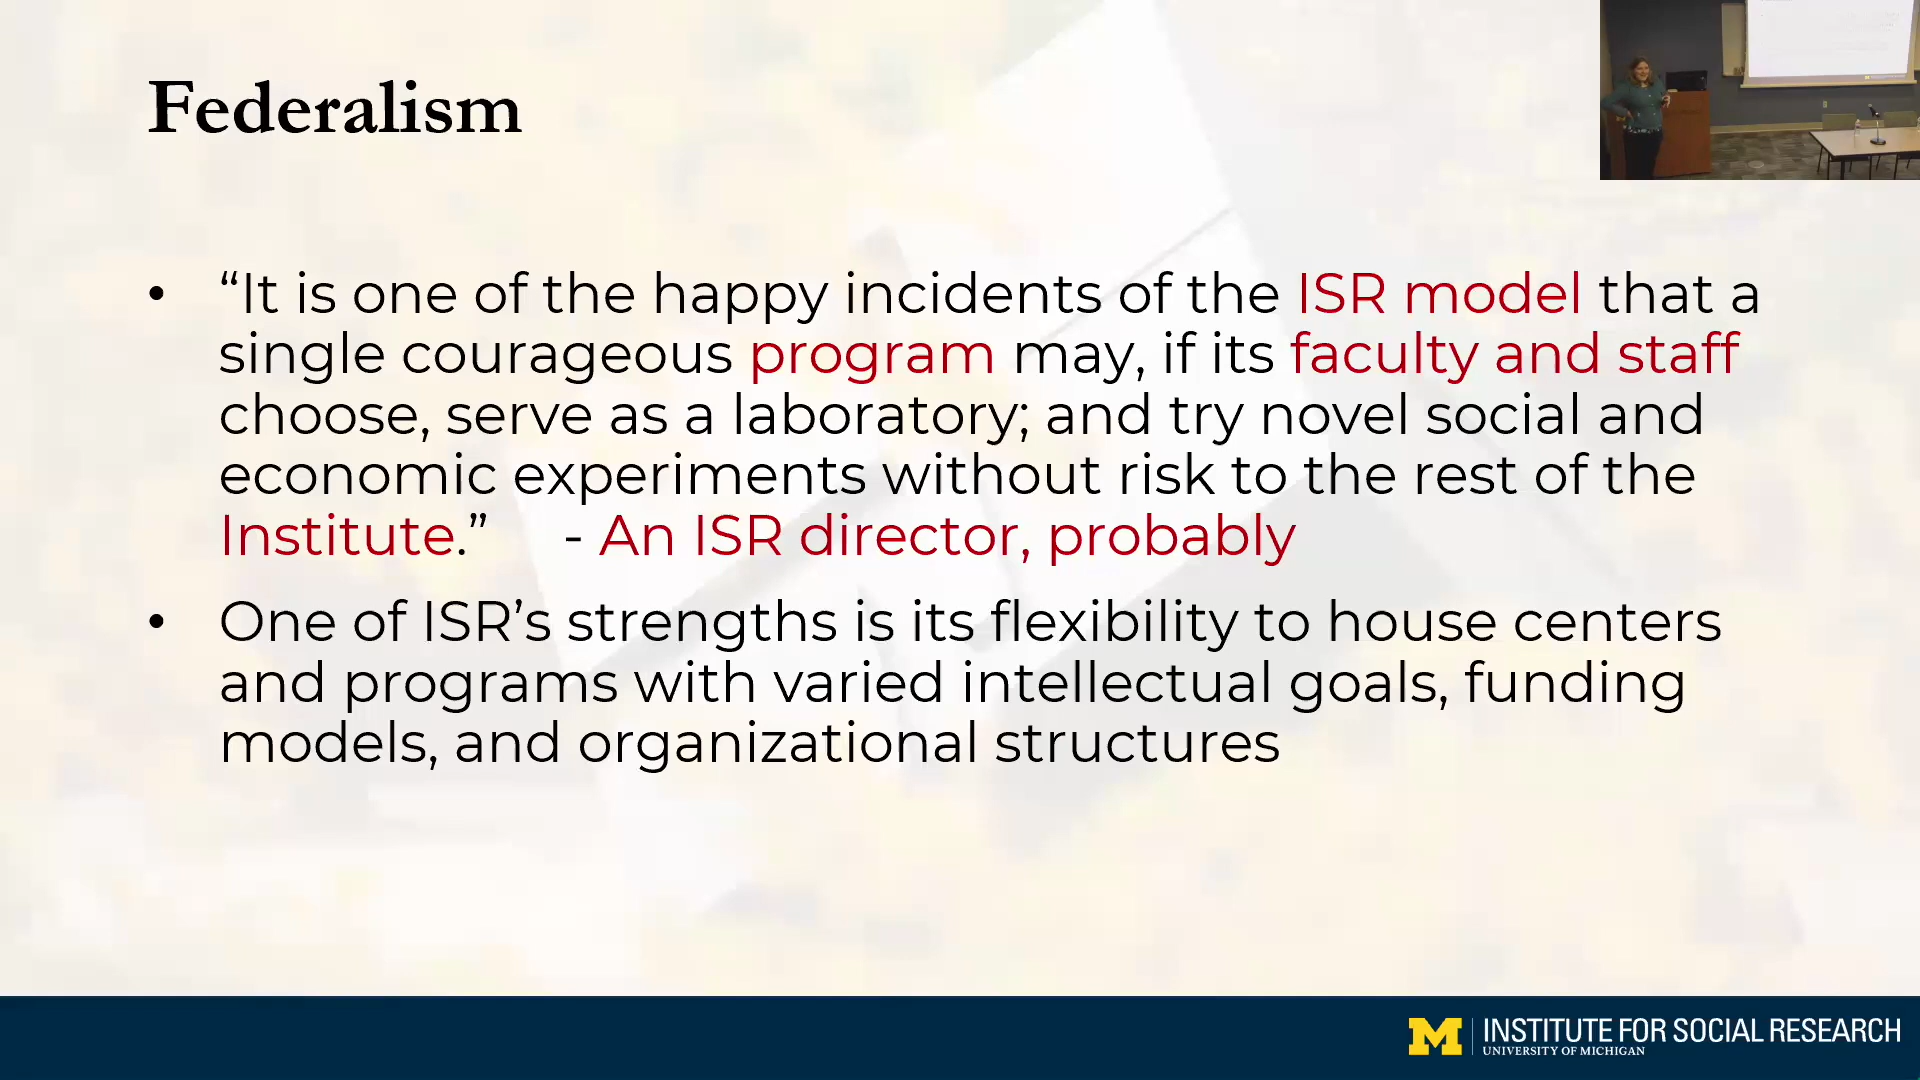 Federalism
• “It is one of the happy incidents of the ISR model that a
single courageous program may, if its faculty and staff
choose, serve as a laboratory; and try novel social and
economic experiments without risk to the rest of the
Institute.” - An ISR director, probably
• One of ISR’s strengths is its flexibility to house centers
and programs with varied intellectual goals, funding
models, and organizational structures
M INSTITUTE FOR SOCIAL RESEARCH
UNIVERSITY OF MICHIGAN